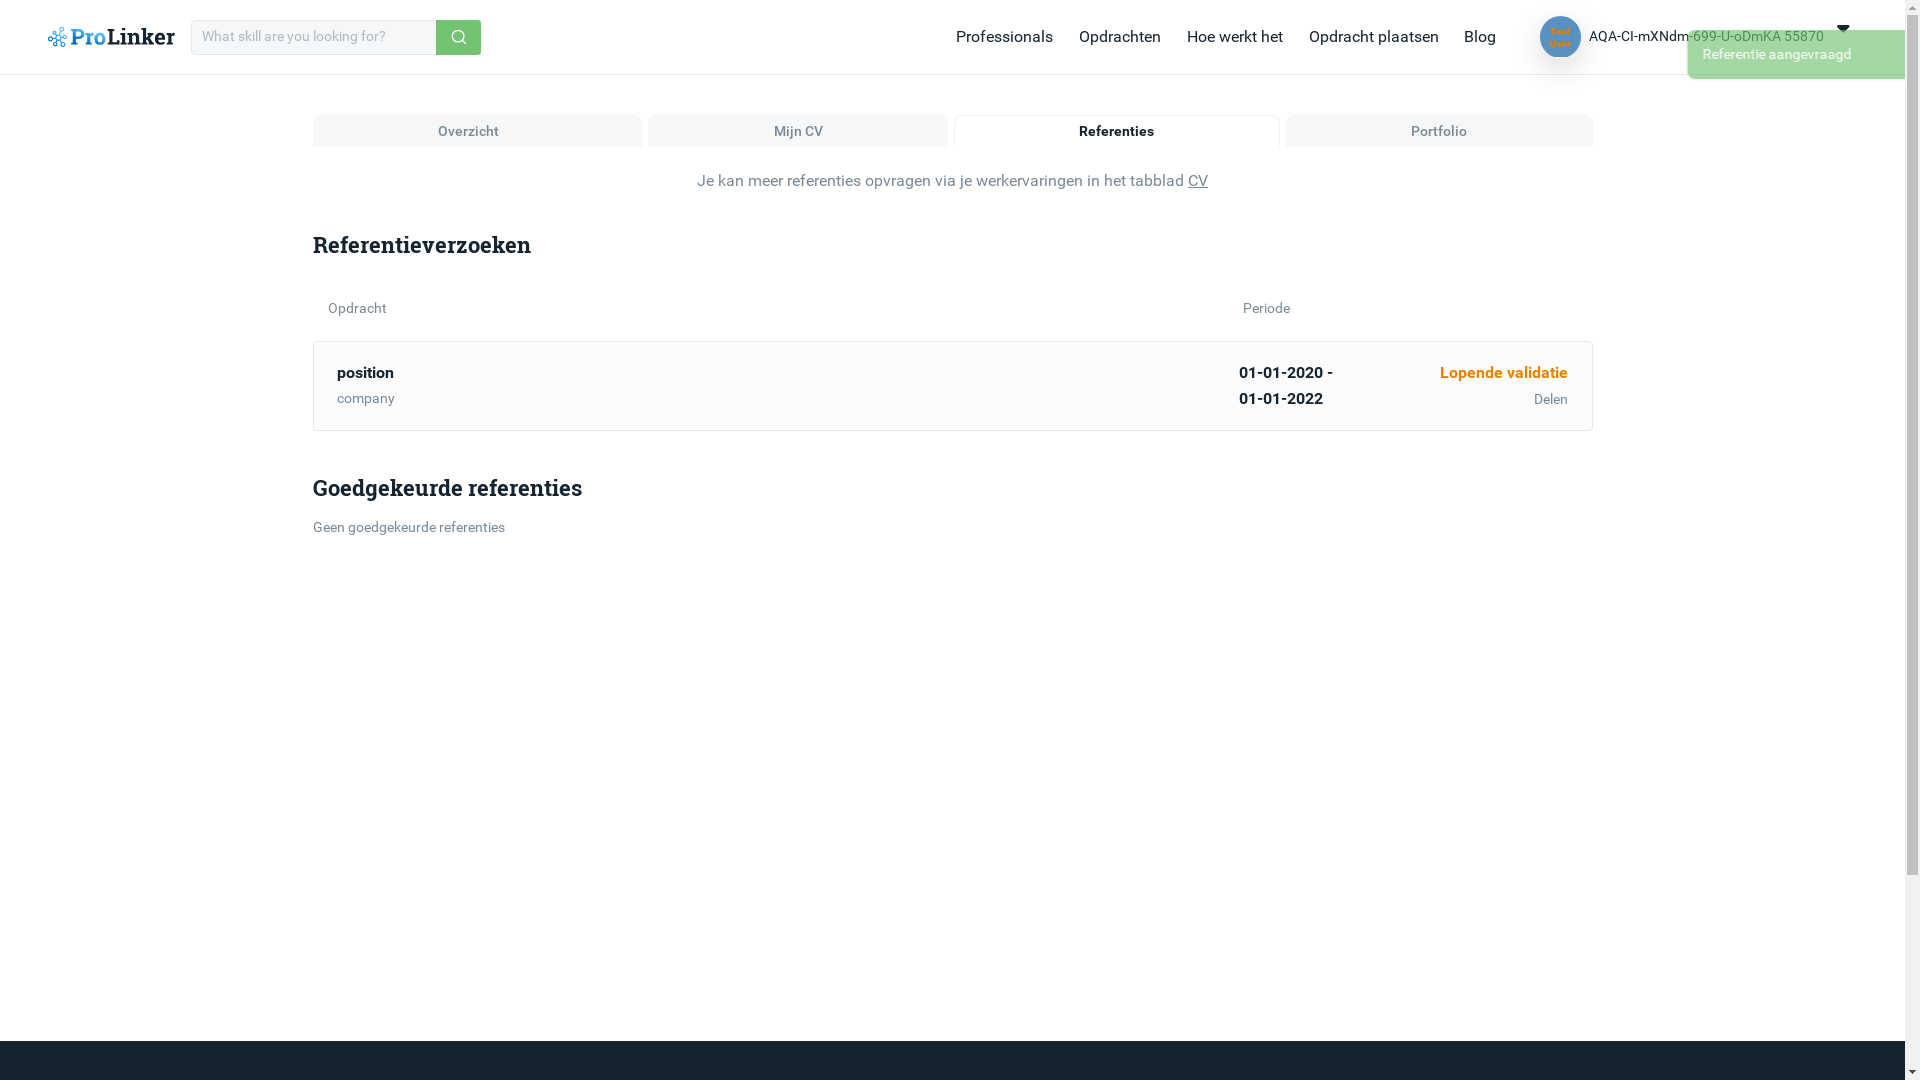 ProLinker
What skill are you looking for?
Professionals
Opdrachten
Hoe werkt het
Opdracht plaatsen
Blog
Test
User
AQA-CI-mXNdm-699-U-oDmKA 55870
Referentie aangevraagd
Overzicht
Mijn CV
Referenties
Portfolio
Je kan meer referenties opvragen via je werkervaringen in het tabblad CV
Referentieverzoeken
Opdracht
Periode
position
company
01-01-2020 -
01-01-2022
Lopende validatie
Delen
Goedgekeurde referenties
Geen goedgekeurde referenties